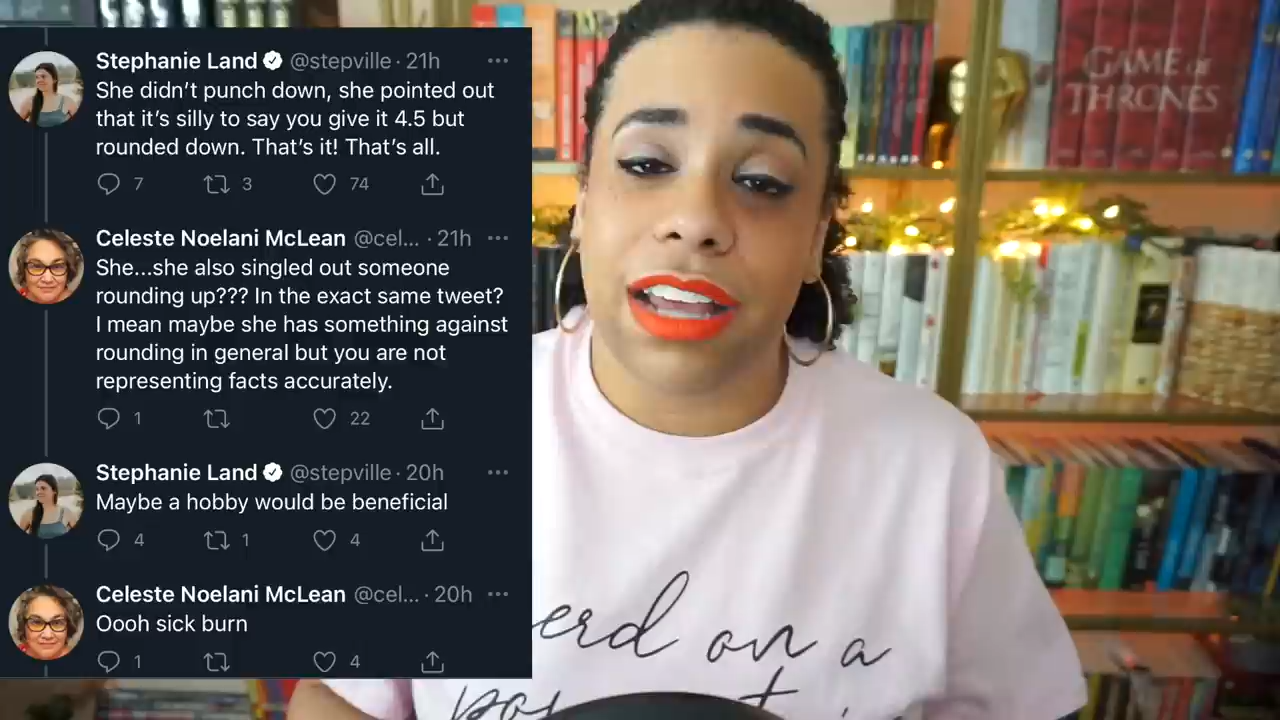 Stephanie Land @stepville · 21h
She didn’t punch down, she pointed out
that it’s silly to say you give it 4.5 but
rounded down. That’s it! That’s all.
7 3 74
Celeste Noelani McLean @cel... · 21h
She...she also singled out someone
rounding up??? In the exact same tweet?
I mean maybe she has something against
rounding in general but you are not
representing facts accurately.
1 22
Stephanie Land @stepville · 20h
Maybe a hobby would be beneficial
4 1 4
Celeste Noelani McLean @cel... · 20h
Oooh sick burn
1 4
GAME OF
THRONES
erd on a